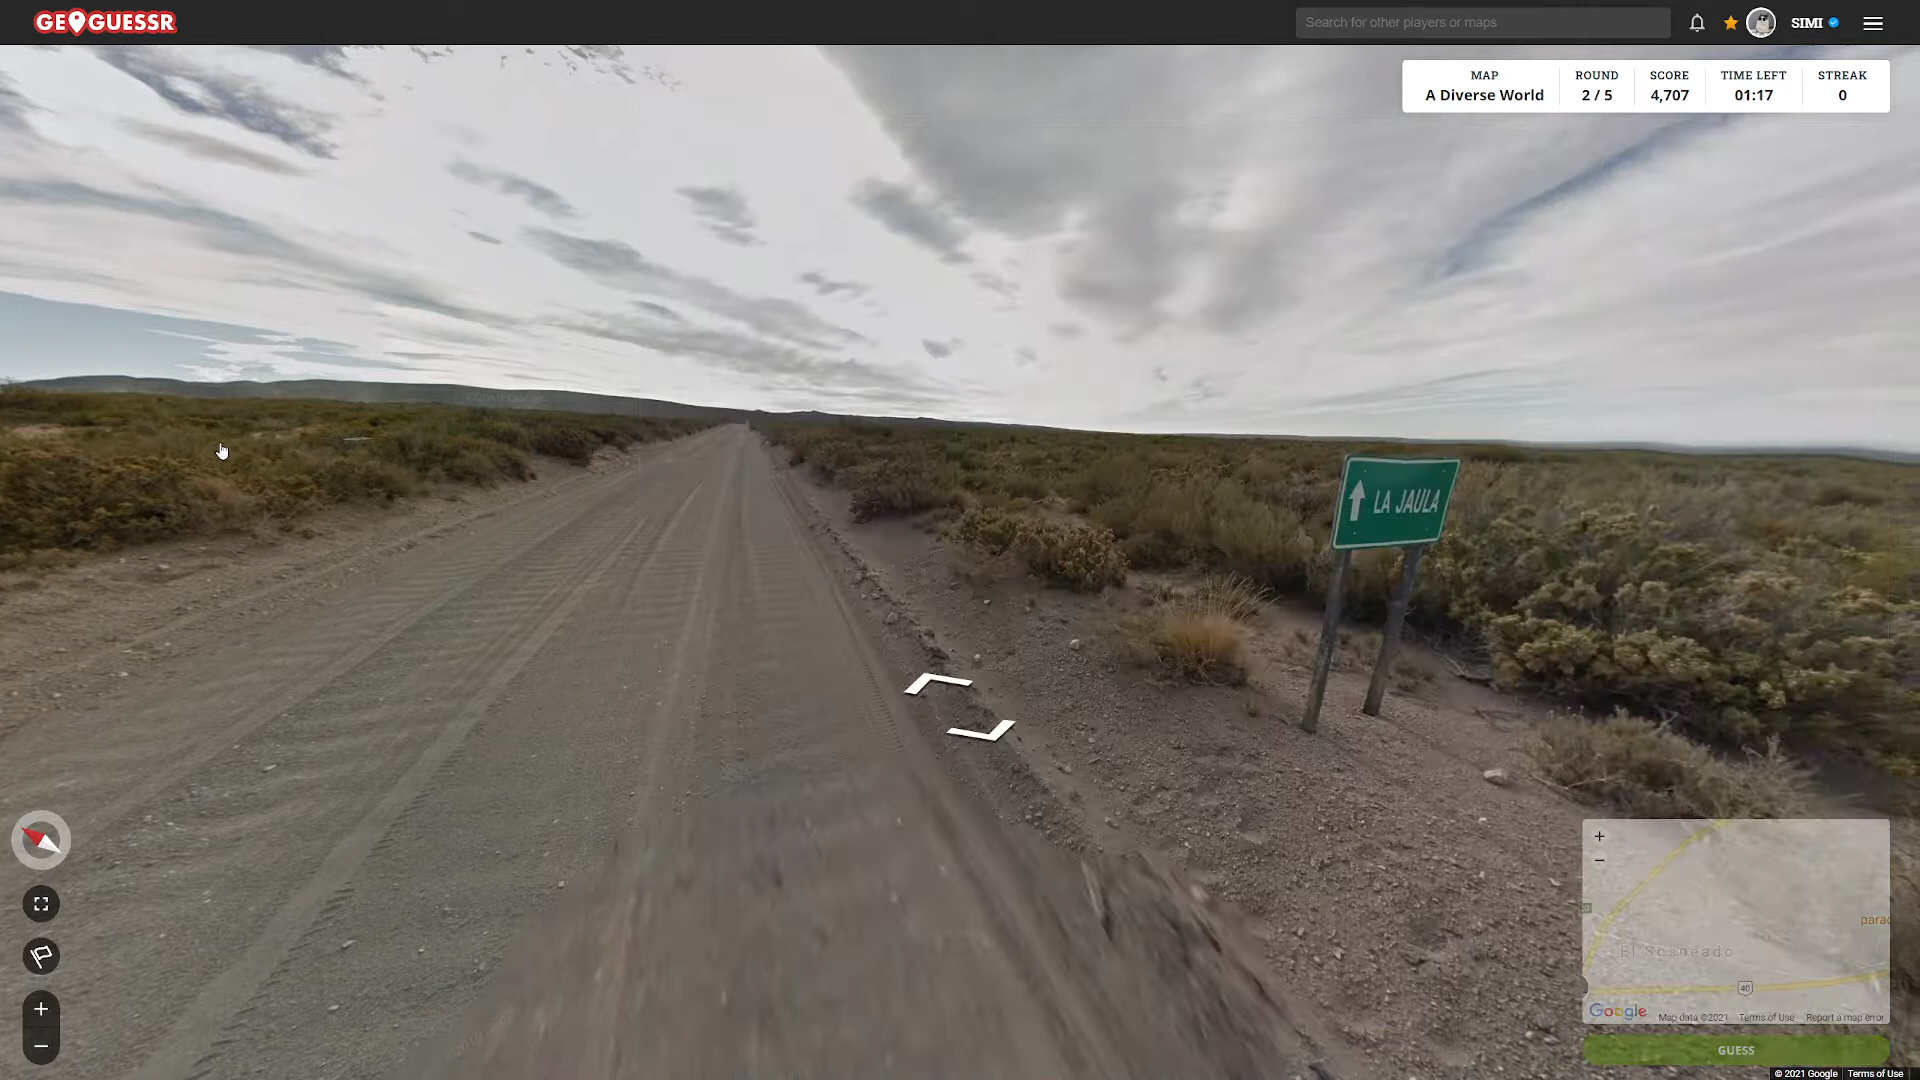 GEOGUESSR
Search for other players or maps
SIMI
MAP
A Diverse World
ROUND
2 / 5
SCORE
4,707
TIME LEFT
01:17
STREAK
0
LA JAULA
+
−
parad
El Sosneado
40
Google
Map data ©2021 Terms of Use Report a map error
+
−
GUESS
© 2021 Google Terms of Use